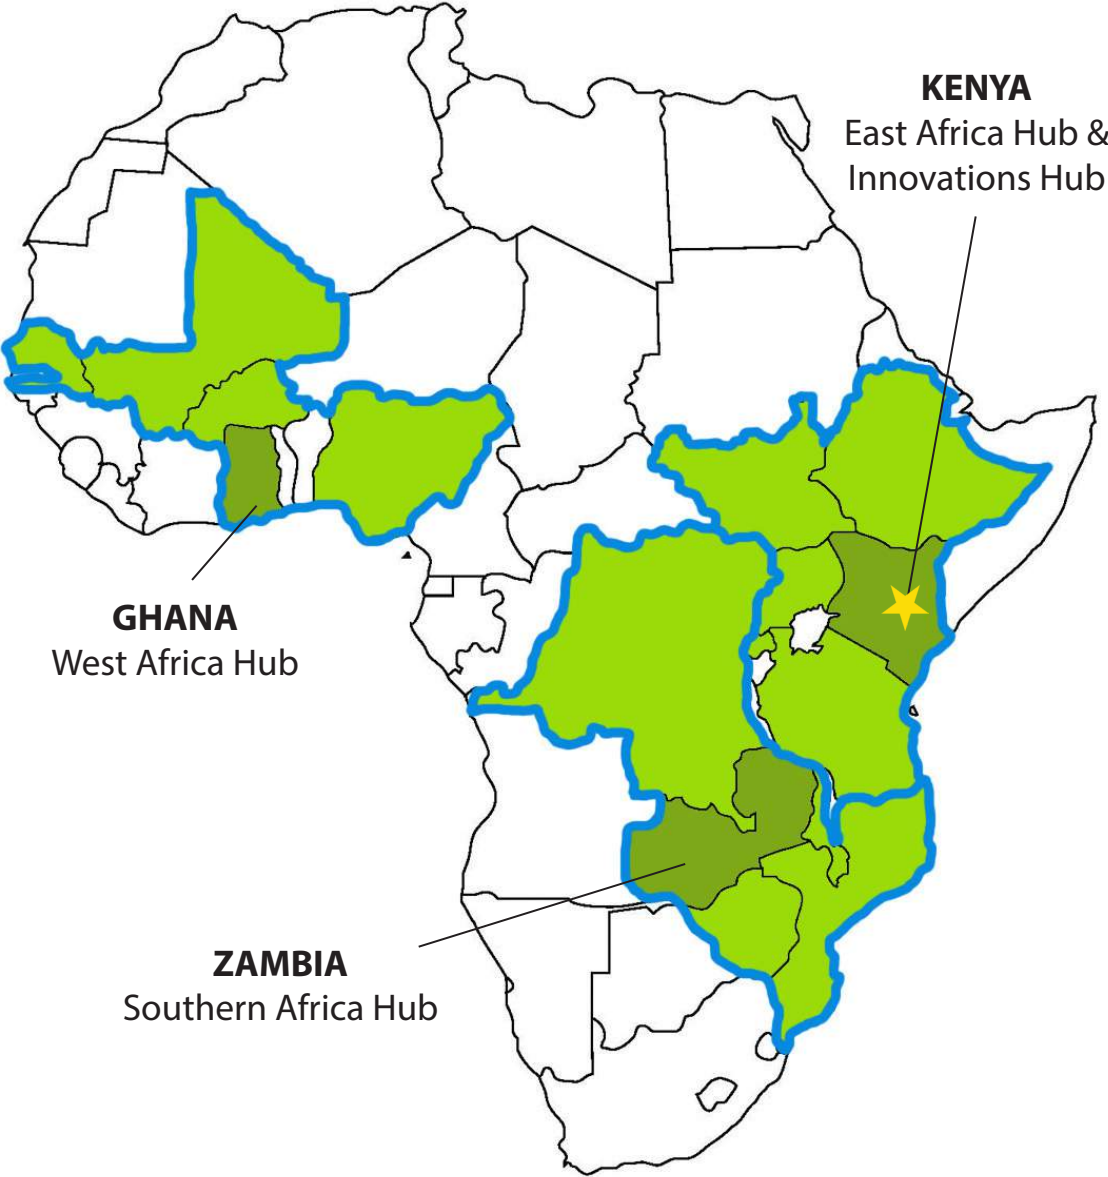 KENYA
East Africa Hub &
Innovations Hub
GHANA
West Africa Hub
ZAMBIA
Southern Africa Hub